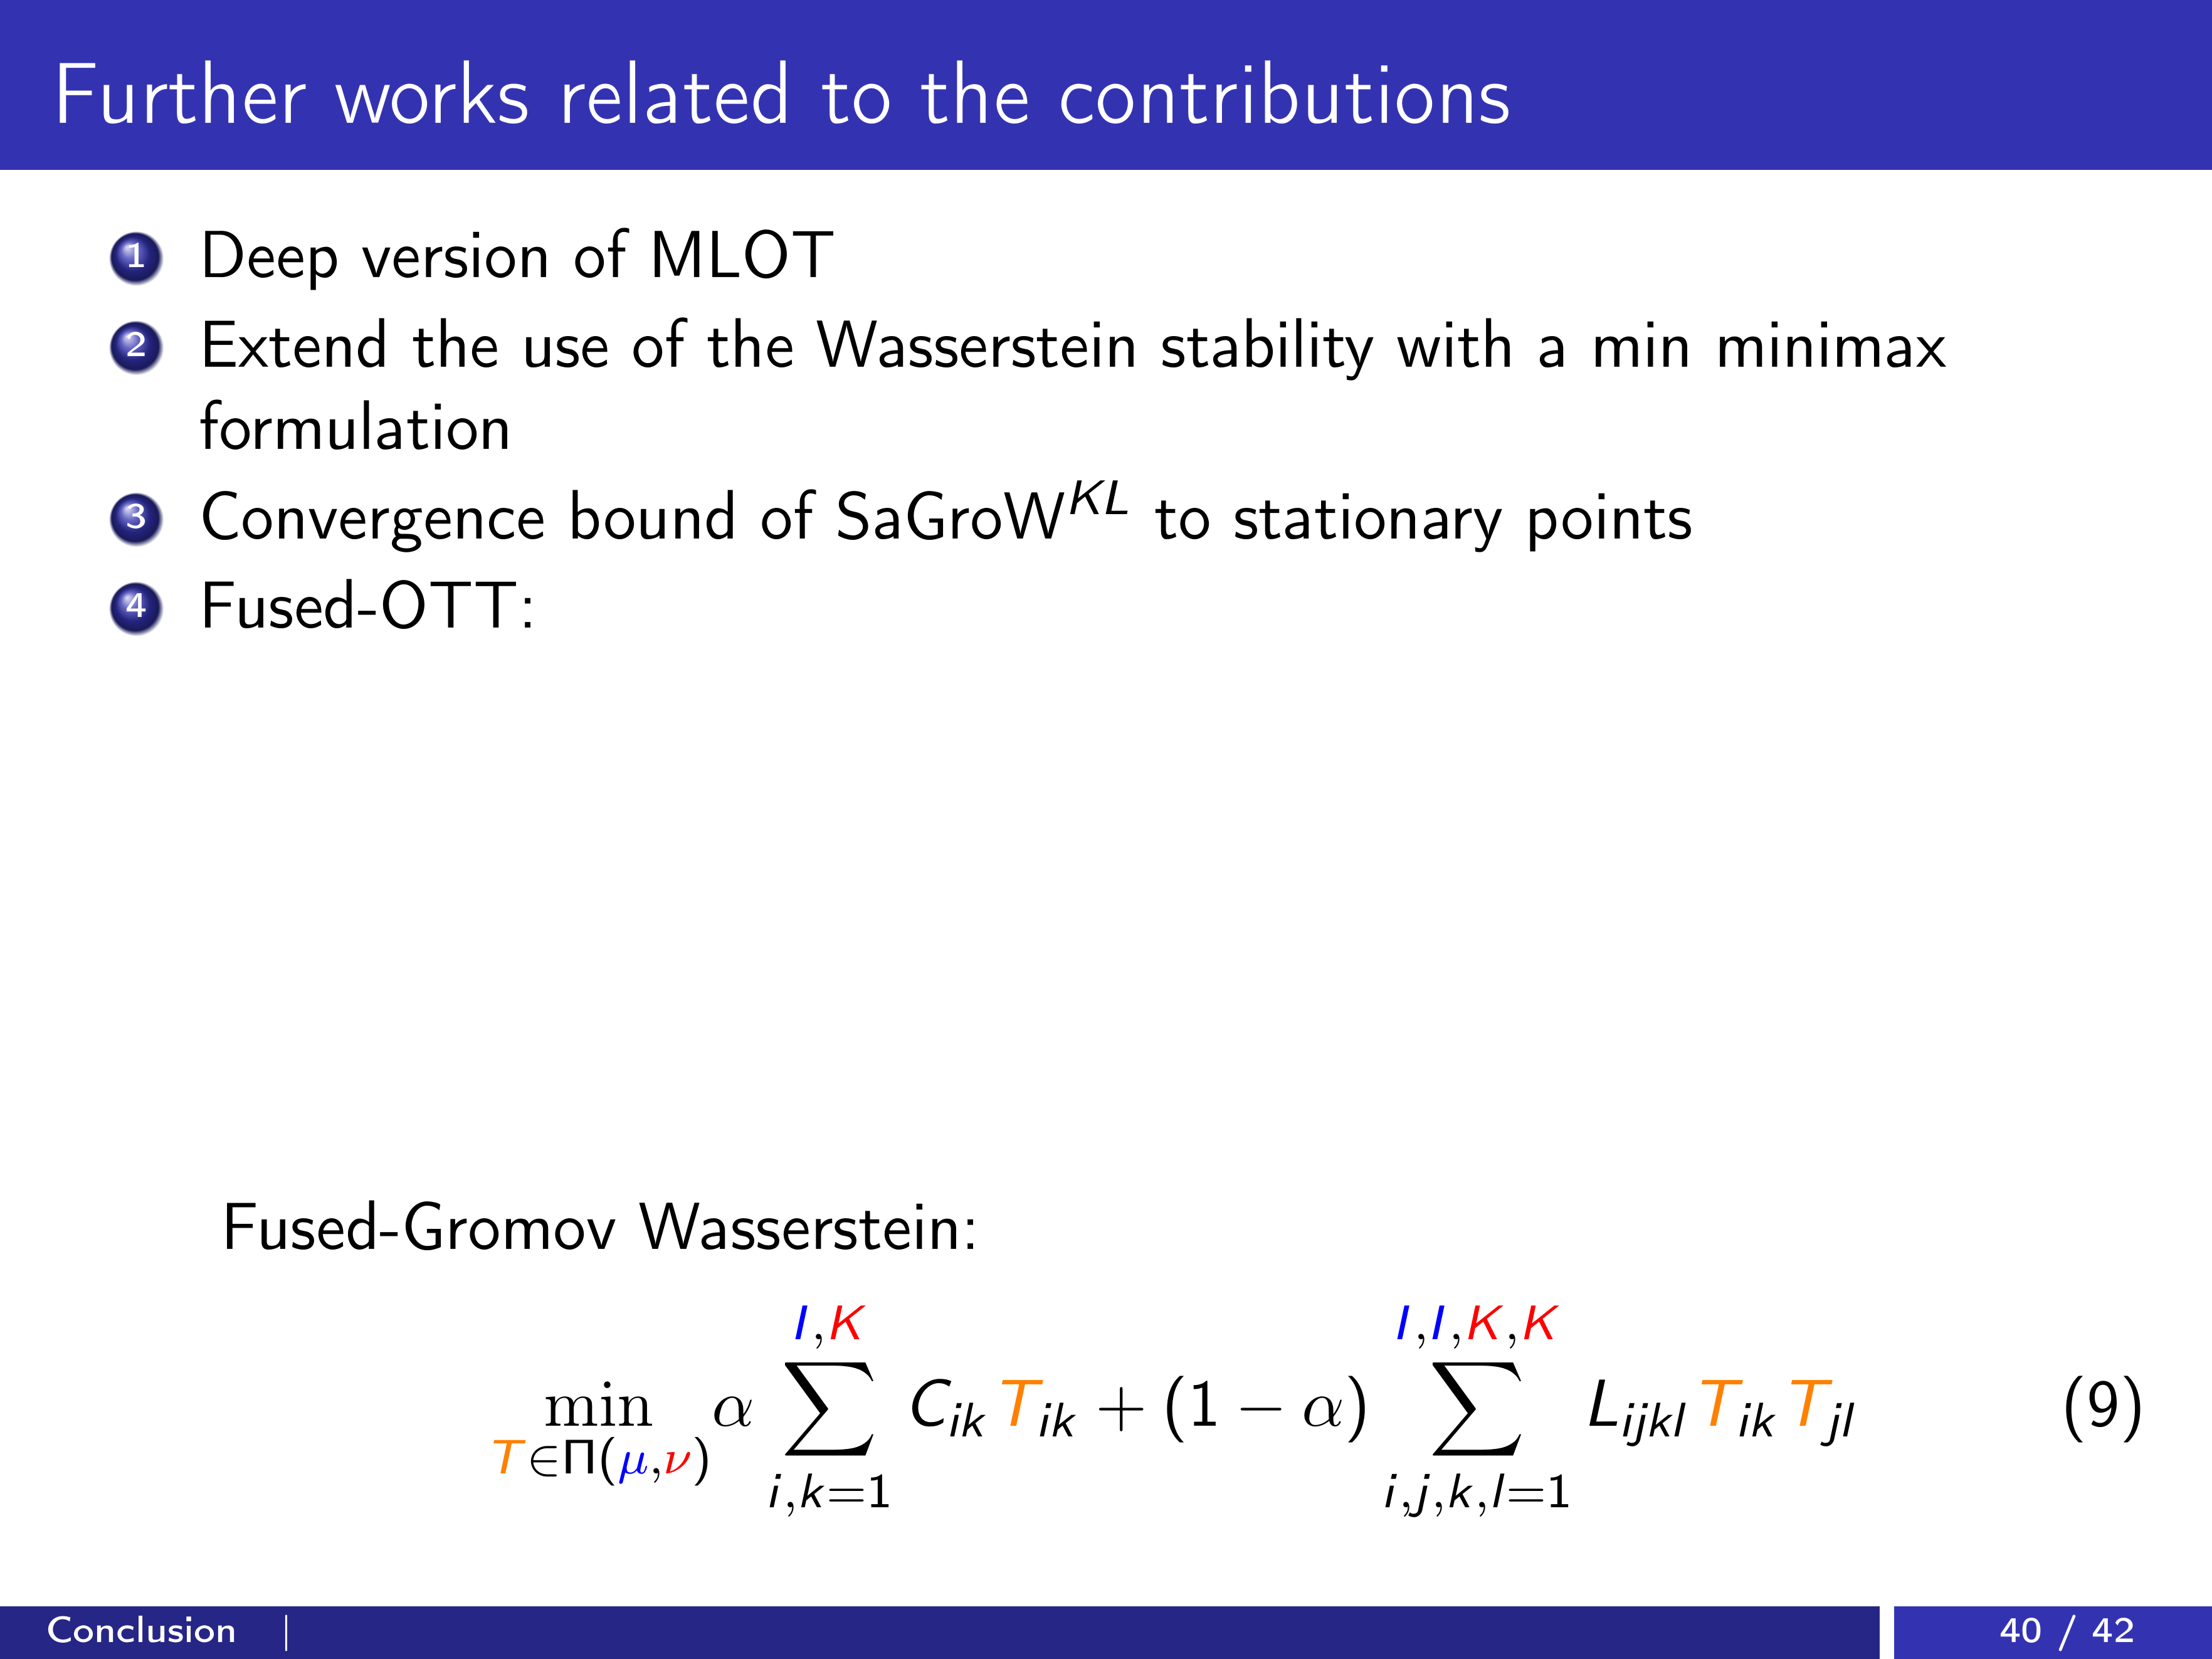 Further works related to the contributions
1 Deep version of MLOT
2 Extend the use of the Wasserstein stability with a min minimax
formulation
3 Convergence bound of SaGroW^{KL} to stationary points
4 Fused-OTT:
Fused-Gromov Wasserstein:
\min_{T \in \Pi(\mu,\nu)} \alpha \sum_{i,k=1}^{I,K} C_{ik} T_{ik} + (1 - \alpha) \sum_{i,j,k,l=1}^{I,I,K,K} L_{ijkl} T_{ik} T_{jl} (9)
Conclusion | 40 / 42